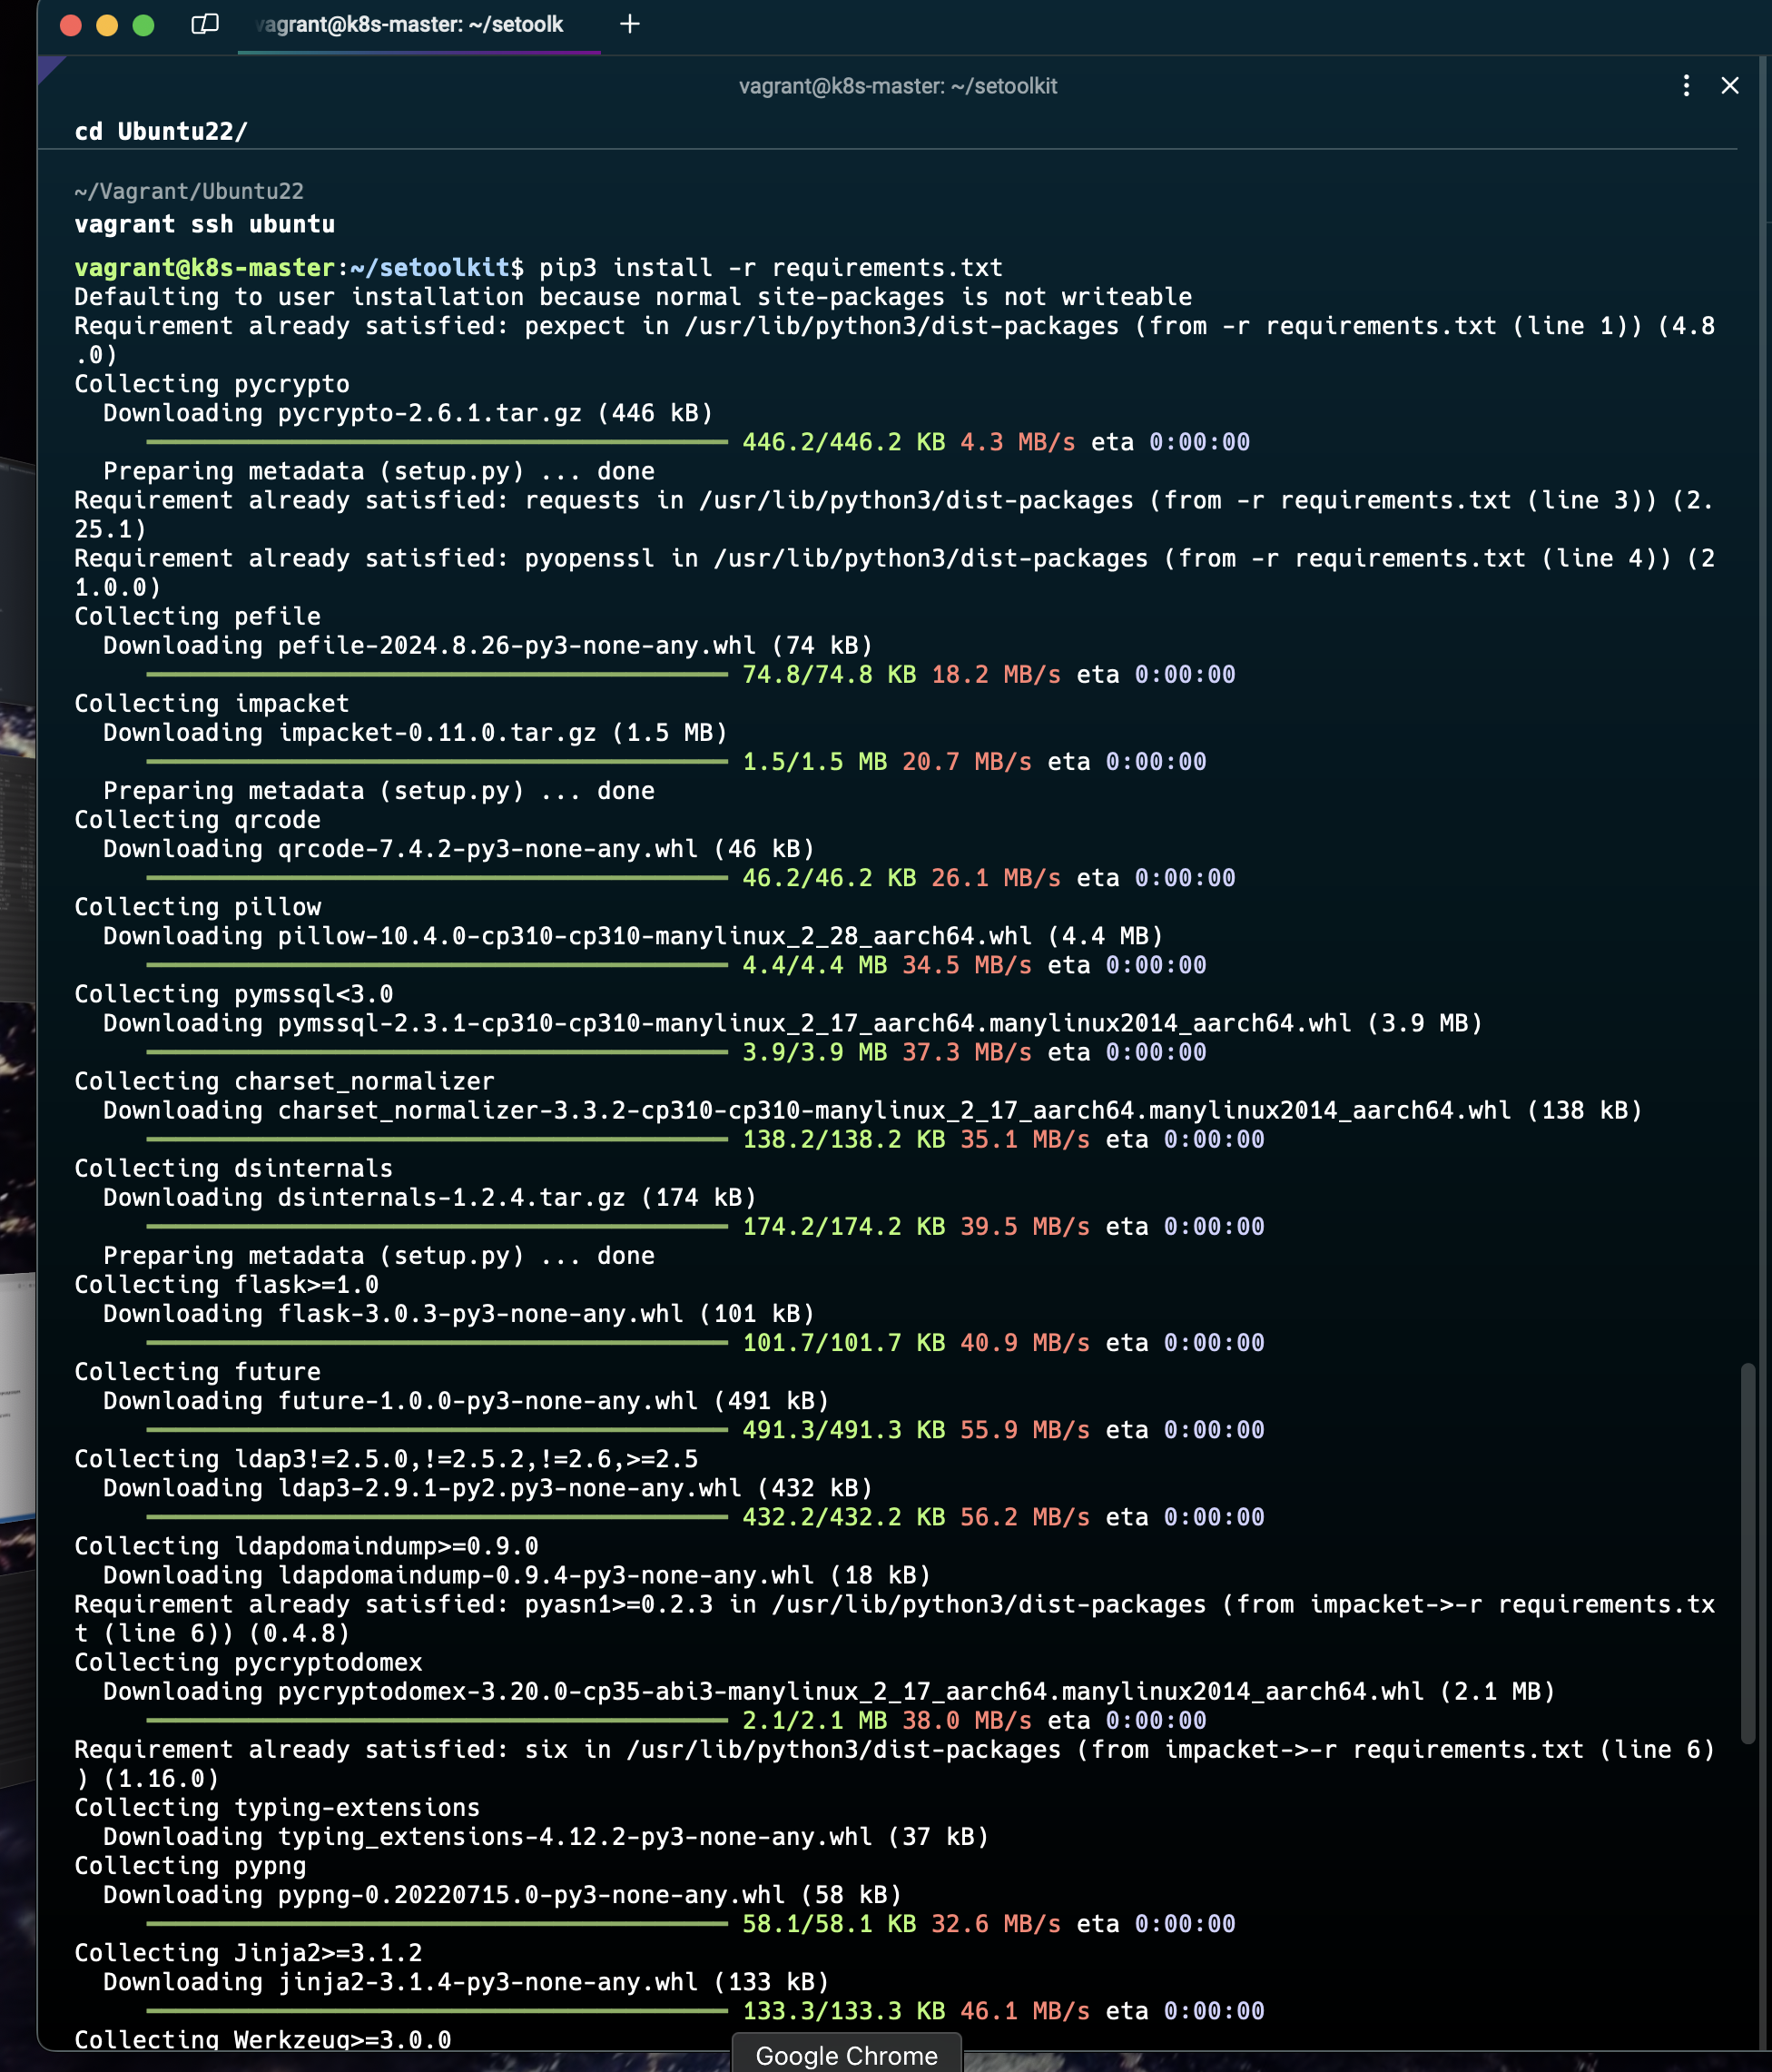 vagrant@k8s-master: ~/setoolk
vagrant@k8s-master: ~/setoolkit
cd Ubuntu22/
~/Vagrant/Ubuntu22
vagrant ssh ubuntu
vagrant@k8s-master:~/setoolkit$ pip3 install -r requirements.txt
Defaulting to user installation because normal site-packages is not writeable
Requirement already satisfied: pexpect in /usr/lib/python3/dist-packages (from -r requirements.txt (line 1)) (4.8
.0)
Collecting pycrypto
Downloading pycrypto-2.6.1.tar.gz (446 kB)
446.2/446.2 KB 4.3 MB/s eta 0:00:00
Preparing metadata (setup.py) ... done
Requirement already satisfied: requests in /usr/lib/python3/dist-packages (from -r requirements.txt (line 3)) (2.
25.1)
Requirement already satisfied: pyopenssl in /usr/lib/python3/dist-packages (from -r requirements.txt (line 4)) (2
1.0.0)
Collecting pefile
Downloading pefile-2024.8.26-py3-none-any.whl (74 kB)
74.8/74.8 KB 18.2 MB/s eta 0:00:00
Collecting impacket
Downloading impacket-0.11.0.tar.gz (1.5 MB)
1.5/1.5 MB 20.7 MB/s eta 0:00:00
Preparing metadata (setup.py) ... done
Collecting qrcode
Downloading qrcode-7.4.2-py3-none-any.whl (46 kB)
46.2/46.2 KB 26.1 MB/s eta 0:00:00
Collecting pillow
Downloading pillow-10.4.0-cp310-cp310-manylinux_2_28_aarch64.whl (4.4 MB)
4.4/4.4 MB 34.5 MB/s eta 0:00:00
Collecting pymssql<3.0
Downloading pymssql-2.3.1-cp310-cp310-manylinux_2_17_aarch64.manylinux2014_aarch64.whl (3.9 MB)
3.9/3.9 MB 37.3 MB/s eta 0:00:00
Collecting charset_normalizer
Downloading charset_normalizer-3.3.2-cp310-cp310-manylinux_2_17_aarch64.manylinux2014_aarch64.whl (138 kB)
138.2/138.2 KB 35.1 MB/s eta 0:00:00
Collecting dsinternals
Downloading dsinternals-1.2.4.tar.gz (174 kB)
174.2/174.2 KB 39.5 MB/s eta 0:00:00
Preparing metadata (setup.py) ... done
Collecting flask>=1.0
Downloading flask-3.0.3-py3-none-any.whl (101 kB)
101.7/101.7 KB 40.9 MB/s eta 0:00:00
Collecting future
Downloading future-1.0.0-py3-none-any.whl (491 kB)
491.3/491.3 KB 55.9 MB/s eta 0:00:00
Collecting ldap3!=2.5.0,!=2.5.2,!=2.6,>=2.5
Downloading ldap3-2.9.1-py2.py3-none-any.whl (432 kB)
432.2/432.2 KB 56.2 MB/s eta 0:00:00
Collecting ldapdomaindump>=0.9.0
Downloading ldapdomaindump-0.9.4-py3-none-any.whl (18 kB)
Requirement already satisfied: pyasn1>=0.2.3 in /usr/lib/python3/dist-packages (from impacket->-r requirements.tx
t (line 6)) (0.4.8)
Collecting pycryptodomex
Downloading pycryptodomex-3.20.0-cp35-abi3-manylinux_2_17_aarch64.manylinux2014_aarch64.whl (2.1 MB)
2.1/2.1 MB 38.0 MB/s eta 0:00:00
Requirement already satisfied: six in /usr/lib/python3/dist-packages (from impacket->-r requirements.txt (line 6)
) (1.16.0)
Collecting typing-extensions
Downloading typing_extensions-4.12.2-py3-none-any.whl (37 kB)
Collecting pypng
Downloading pypng-0.20220715.0-py3-none-any.whl (58 kB)
58.1/58.1 KB 32.6 MB/s eta 0:00:00
Collecting Jinja2>=3.1.2
Downloading jinja2-3.1.4-py3-none-any.whl (133 kB)
133.3/133.3 KB 46.1 MB/s eta 0:00:00
Collecting Werkzeug>=3.0.0
Google Chrome